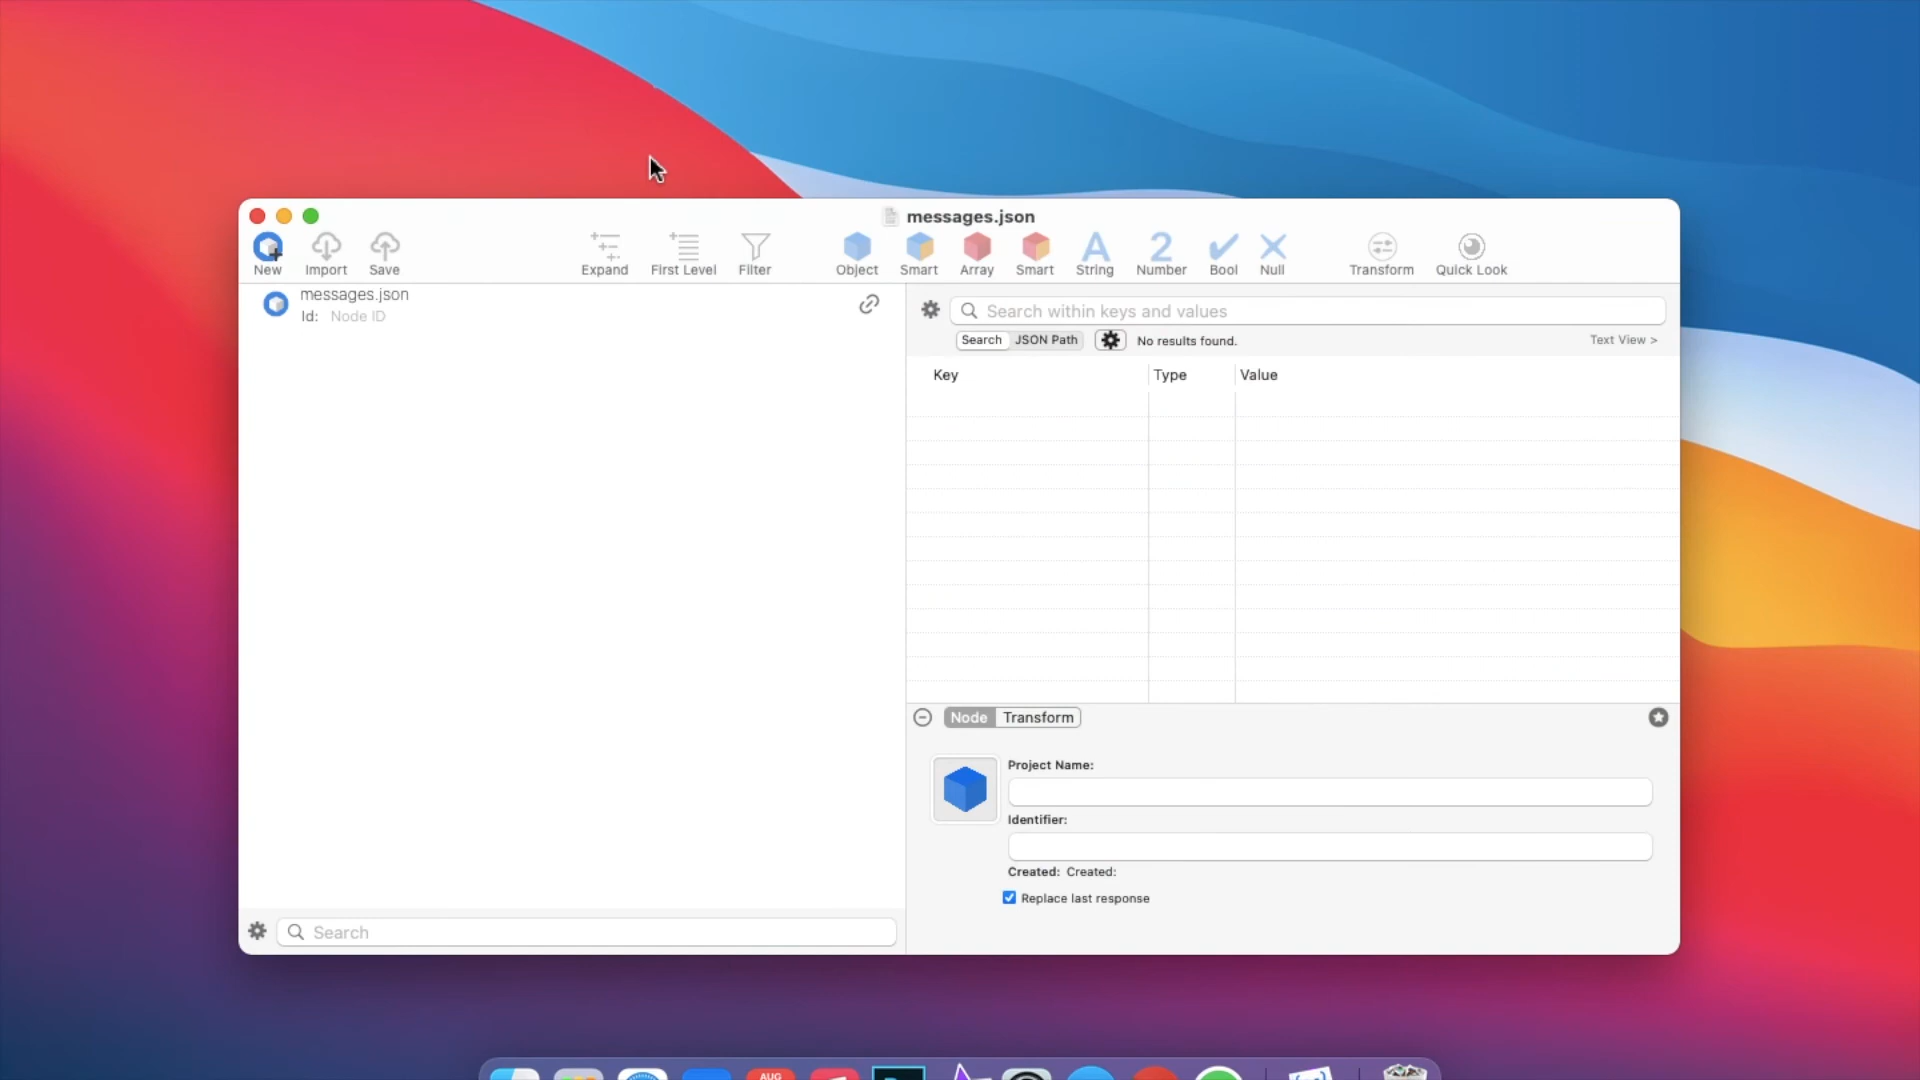 messages.json
New Import Save Expand First Level Filter Object Smart Array Smart String Number Bool Null Transform Quick Look
2
messages.json
Id: Node ID
Search within keys and values
Search JSON Path No results found. Text View >
Key Type Value
Node Transform
Project Name:
Identifier:
Created: Created:
Replace last response
Search
AUG